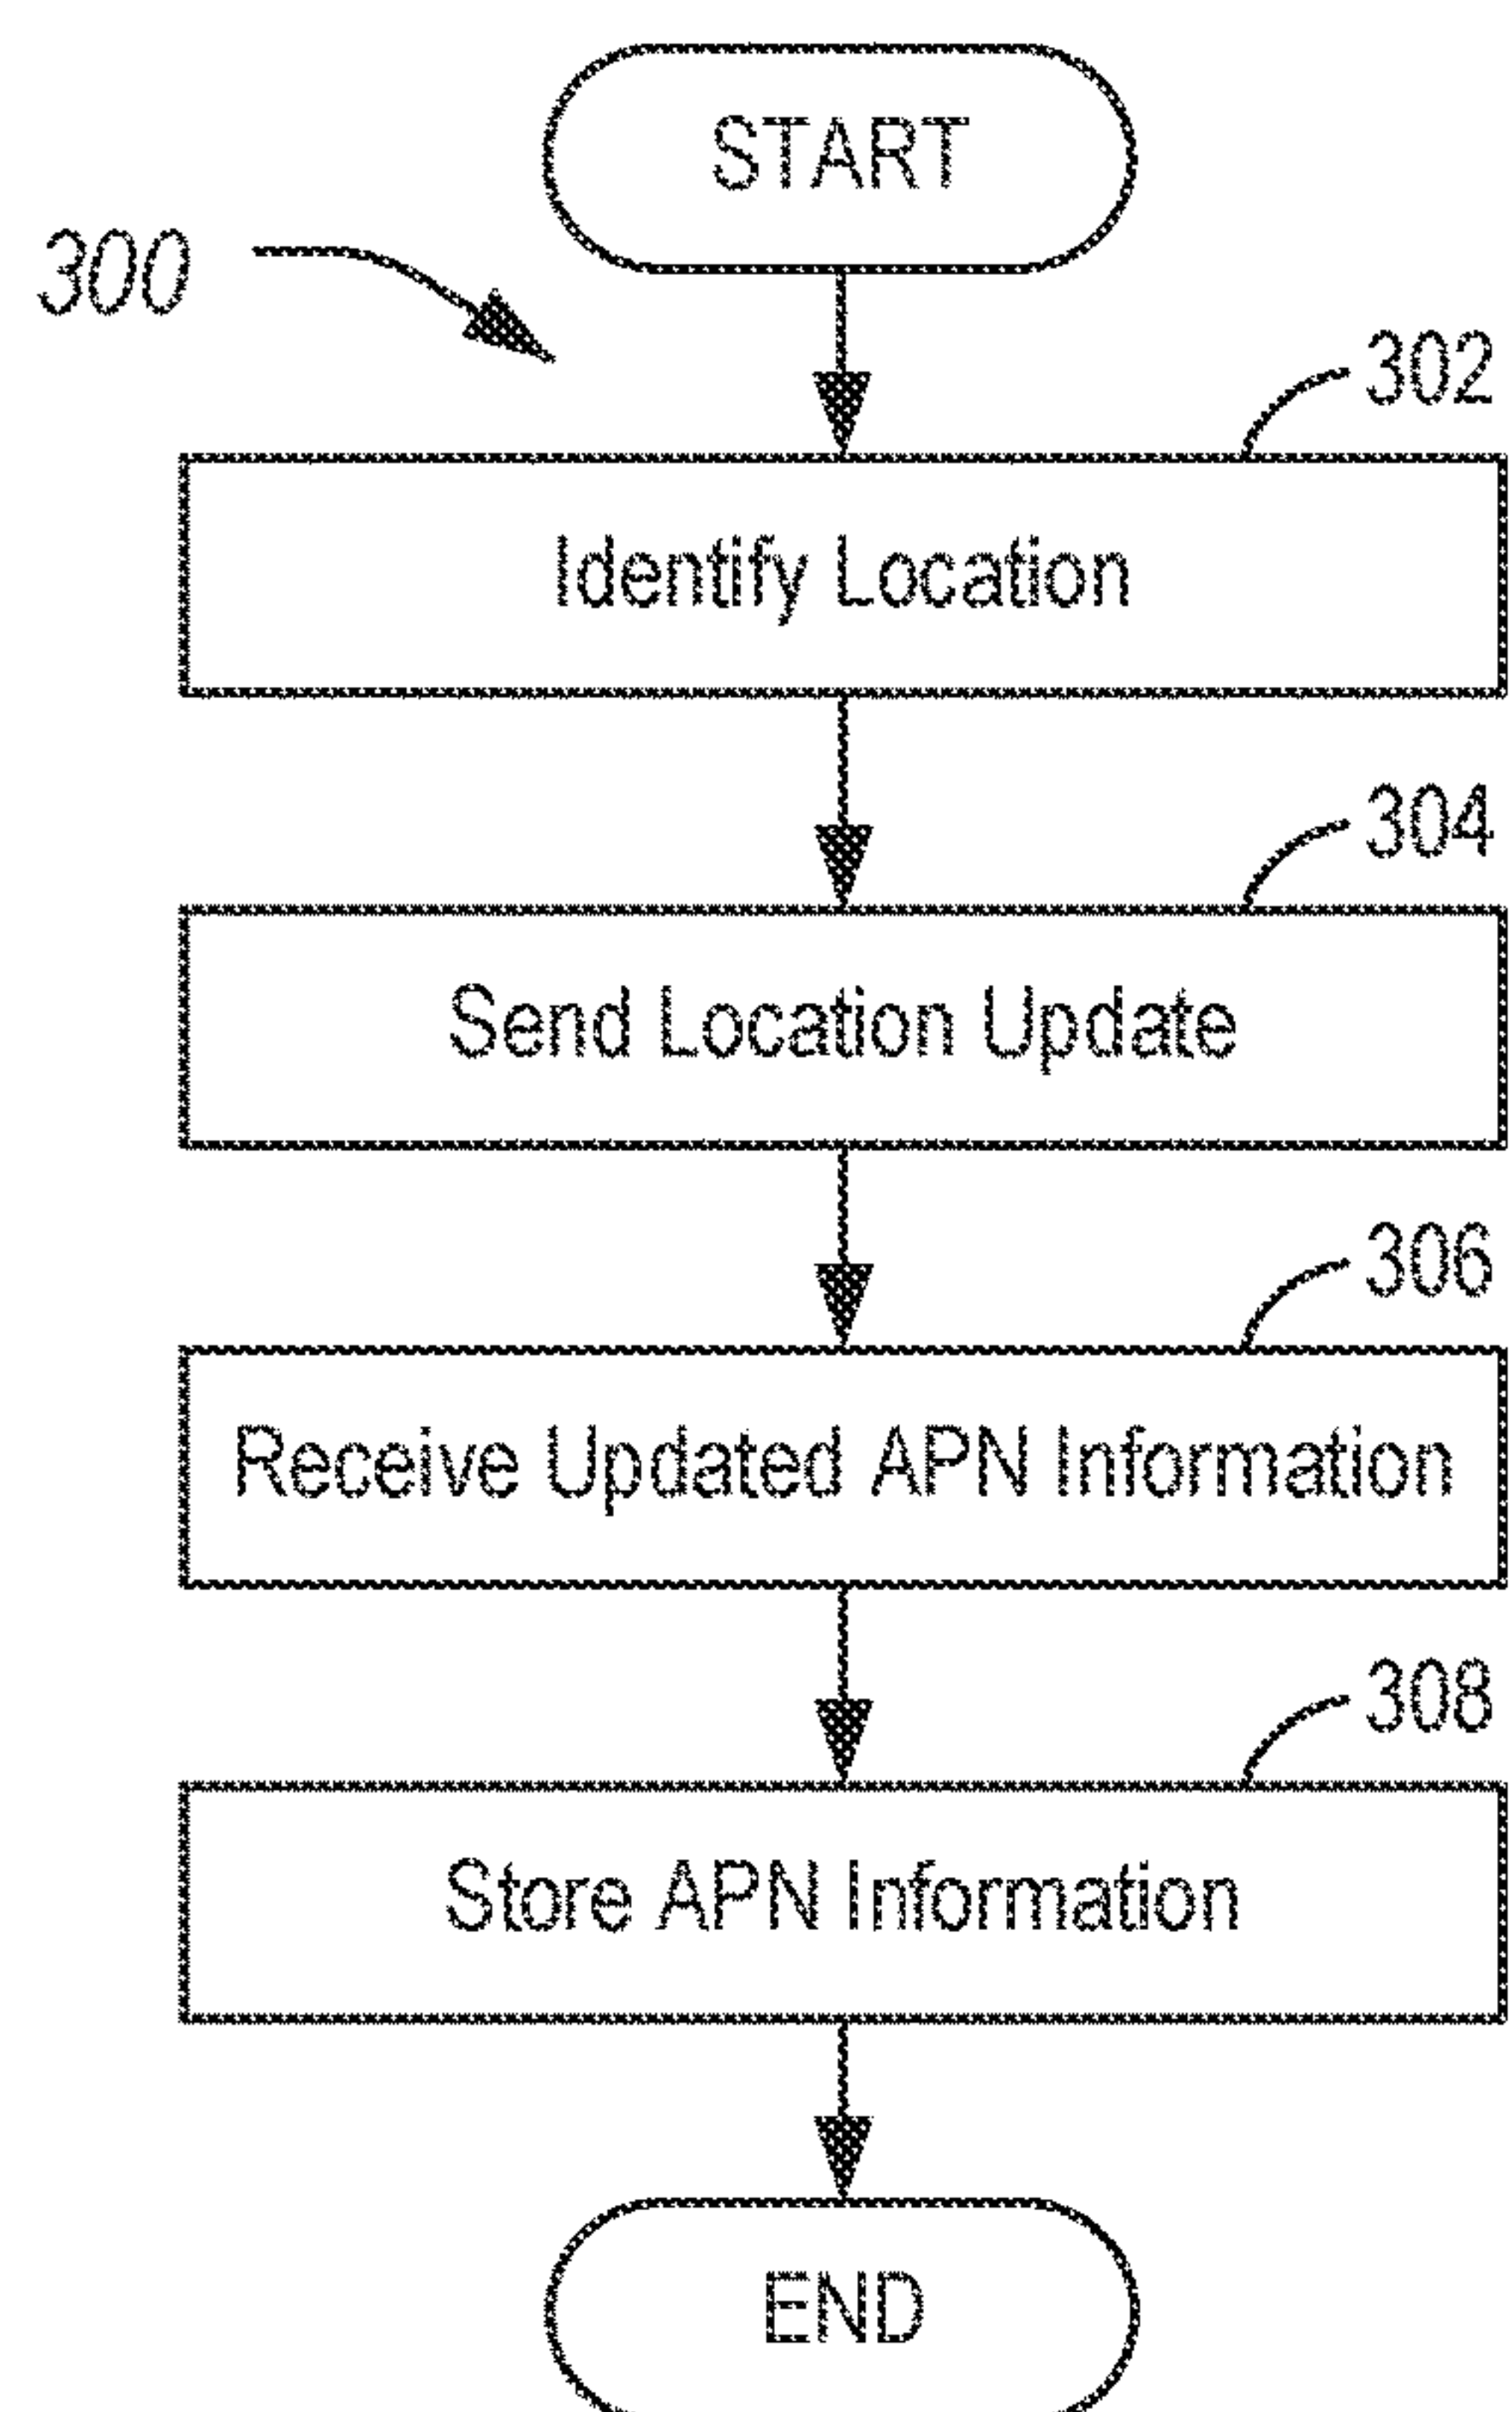 START
300
302
Identify Location
304
Send Location Update
306
Receive Updated APN Information
308
Store APN Information
END